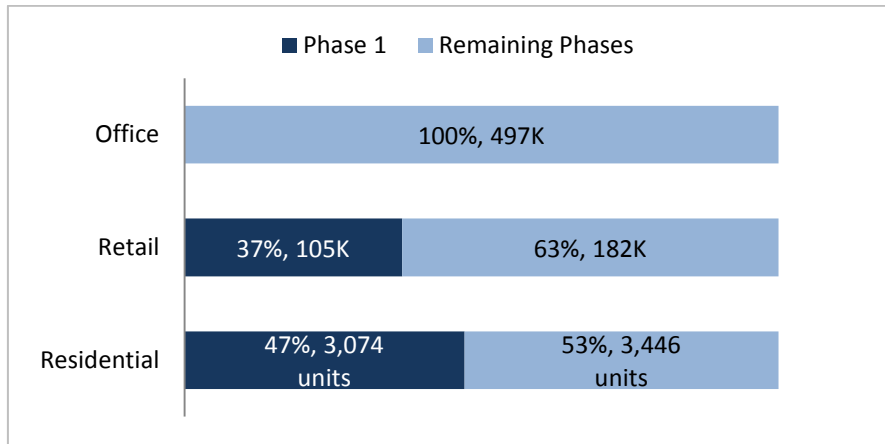 Phase 1 Remaining Phases
Office
100%, 497K
Retail
37%, 105K
63%, 182K
Residential
47%, 3,074
units
53%, 3,446
units